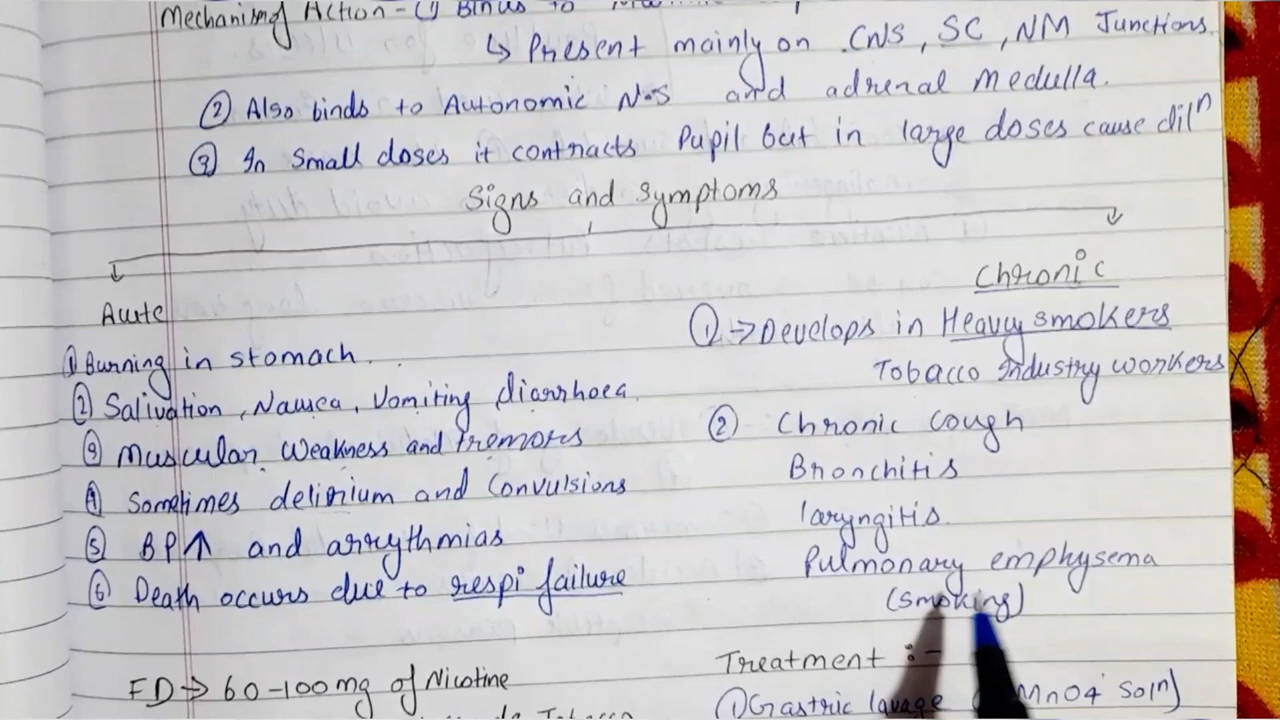 Mechanism of Action - (1) Binds to
↳ Present mainly on CNS, SC, NM Junctions.
② Also binds to Autonomic N.S and adrenal Medulla.
③ In Small doses it contracts Pupil but in large doses cause diln
Signs and Symptoms
Acute
① Burning in stomach.
② Salivation, Nausea, Vomiting diarrhoea.
③ Muscular Weakness and tremors
④ Sometimes delirium and Convulsions
⑤ BP↑ and arrythmias
⑥ Death occurs due to respi failure
FD → 60-100mg of Nicotine
Chronic
① → Develops in Heavy smokers
Tobacco Industry workers
② Chronic Cough
Bronchitis
laryngitis.
Pulmonary emphysema
(smoking)
Treatment :-
① Gastric lavage MnO4 Soln)